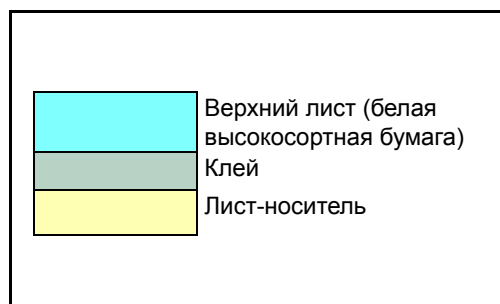 Верхний лист (белая
высокосортная бумага)
Клей
Лист-носитель